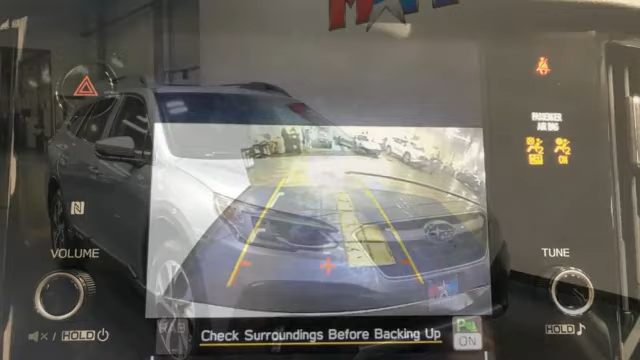 PASSENGER
AIR BAG
ON
VOLUME
TUNE
/ HOLD
HOLD
Check Surroundings Before Backing Up
ON